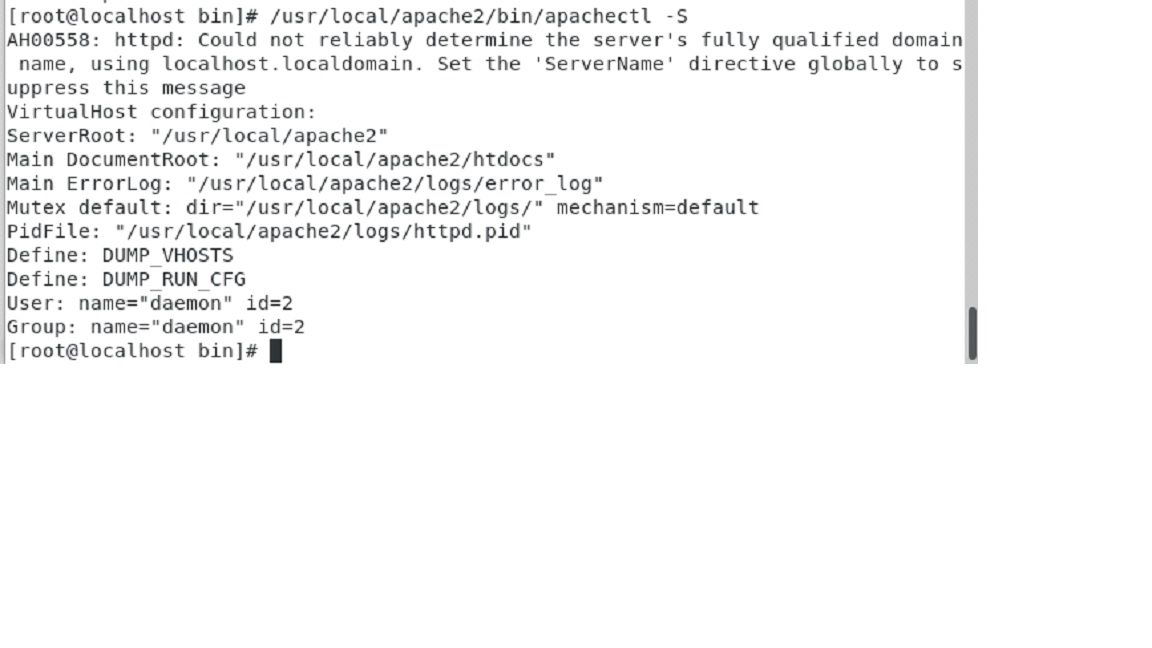 [root@localhost bin]# /usr/local/apache2/bin/apachectl -S
AH00558: httpd: Could not reliably determine the server's fully qualified domain
 name, using localhost.localdomain. Set the 'ServerName' directive globally to s
uppress this message
VirtualHost configuration:
ServerRoot: "/usr/local/apache2"
Main DocumentRoot: "/usr/local/apache2/htdocs"
Main ErrorLog: "/usr/local/apache2/logs/error_log"
Mutex default: dir="/usr/local/apache2/logs/" mechanism=default
PidFile: "/usr/local/apache2/logs/httpd.pid"
Define: DUMP_VHOSTS
Define: DUMP_RUN_CFG
User: name="daemon" id=2
Group: name="daemon" id=2
[root@localhost bin]#